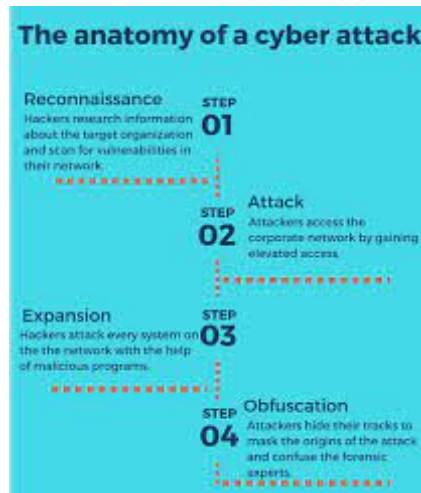 The anatomy of a cyber attack
Reconnaissance
Hackers research information
about the target organization
and scan for vulnerabilities in
their network.
STEP
01
Attack
Attackers access the
corporate network by gaining
elevated access.
STEP
02
Expansion
Hackers attack every system on
the the network with the help
of malicious programs.
STEP
03
Obfuscation
Attackers hide their tracks to
mask the origins of the attack
and confuse the forensic
experts.
STEP
04